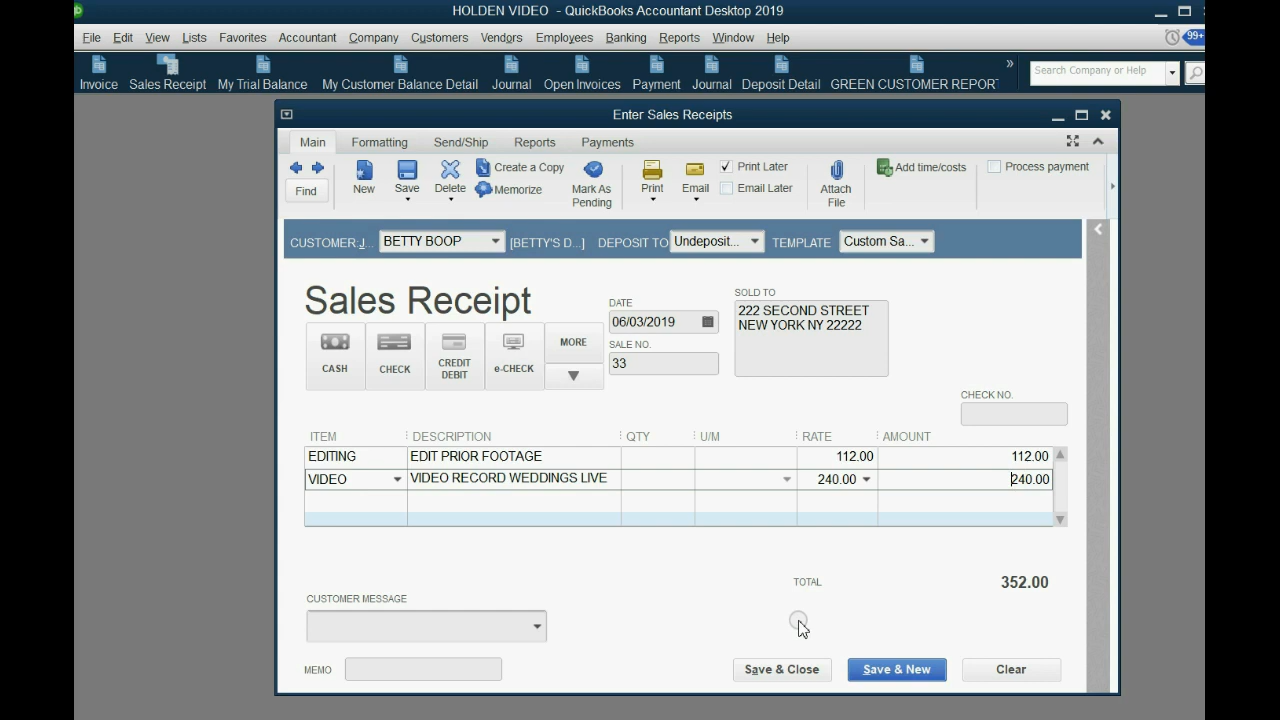 HOLDEN VIDEO - QuickBooks Accountant Desktop 2019
File Edit View Lists Favorites Accountant Company Customers Vendors Employees Banking Reports Window Help
99+
Invoice Sales Receipt My Trial Balance My Customer Balance Detail Journal Open Invoices Payment Journal Deposit Detail GREEN CUSTOMER REPORT
» Search Company or Help
Enter Sales Receipts
Main Formatting Send/Ship Reports Payments
Find New Save Delete
Create a Copy
Memorize
Mark As
Pending
Print Email
Print Later
Email Later
Attach
File
Add time/costs
Process payment
CUSTOMER:J... BETTY BOOP [BETTY'S D...] DEPOSIT TO Undeposit... TEMPLATE Custom Sa...
Sales Receipt
DATE
06/03/2019
SALE NO.
33
SOLD TO
222 SECOND STREET
NEW YORK NY 22222
CASH
CHECK
CREDIT
DEBIT
e-CHECK
MORE
CHECK NO.
ITEM DESCRIPTION QTY U/M RATE AMOUNT
EDITING EDIT PRIOR FOOTAGE 112.00 112.00
VIDEO VIDEO RECORD WEDDINGS LIVE 240.00 240.00
TOTAL 352.00
CUSTOMER MESSAGE
MEMO
Save & Close Save & New Clear